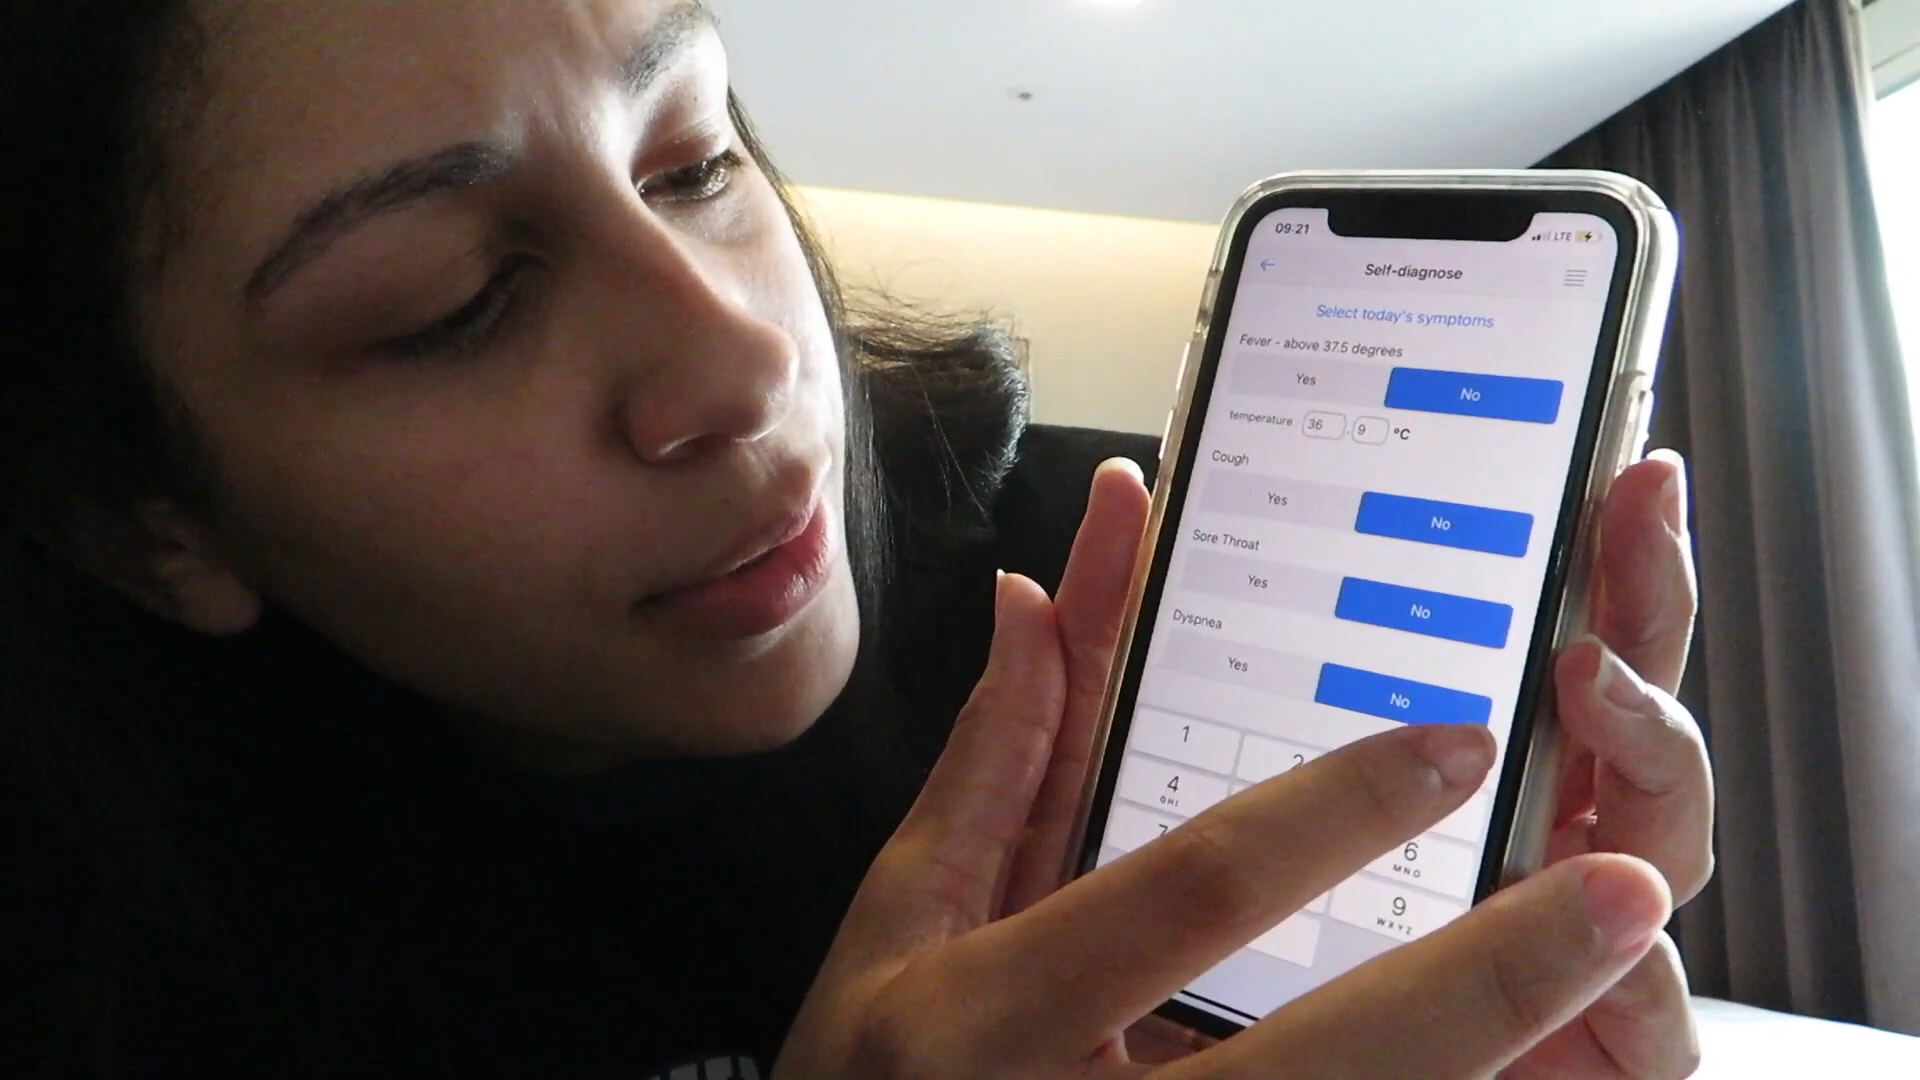 09:21 LTE
Self-diagnose
Select today's symptoms
Fever - above 37.5 degrees
Yes No
temperature 36 . 9 °C
Cough
Yes No
Sore Throat
Yes No
Dyspnea
Yes No
1 2
4 GHI
6 MNO
7
9 WXYZ